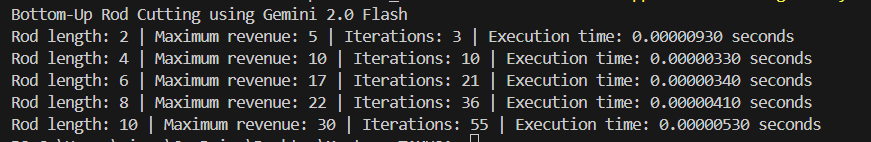 Bottom-Up Rod Cutting using Gemini 2.0 Flash
Rod length: 2 | Maximum revenue: 5 | Iterations: 3 | Execution time: 0.00000930 seconds
Rod length: 4 | Maximum revenue: 10 | Iterations: 10 | Execution time: 0.00000330 seconds
Rod length: 6 | Maximum revenue: 17 | Iterations: 21 | Execution time: 0.00000340 seconds
Rod length: 8 | Maximum revenue: 22 | Iterations: 36 | Execution time: 0.00000410 seconds
Rod length: 10 | Maximum revenue: 30 | Iterations: 55 | Execution time: 0.00000530 seconds